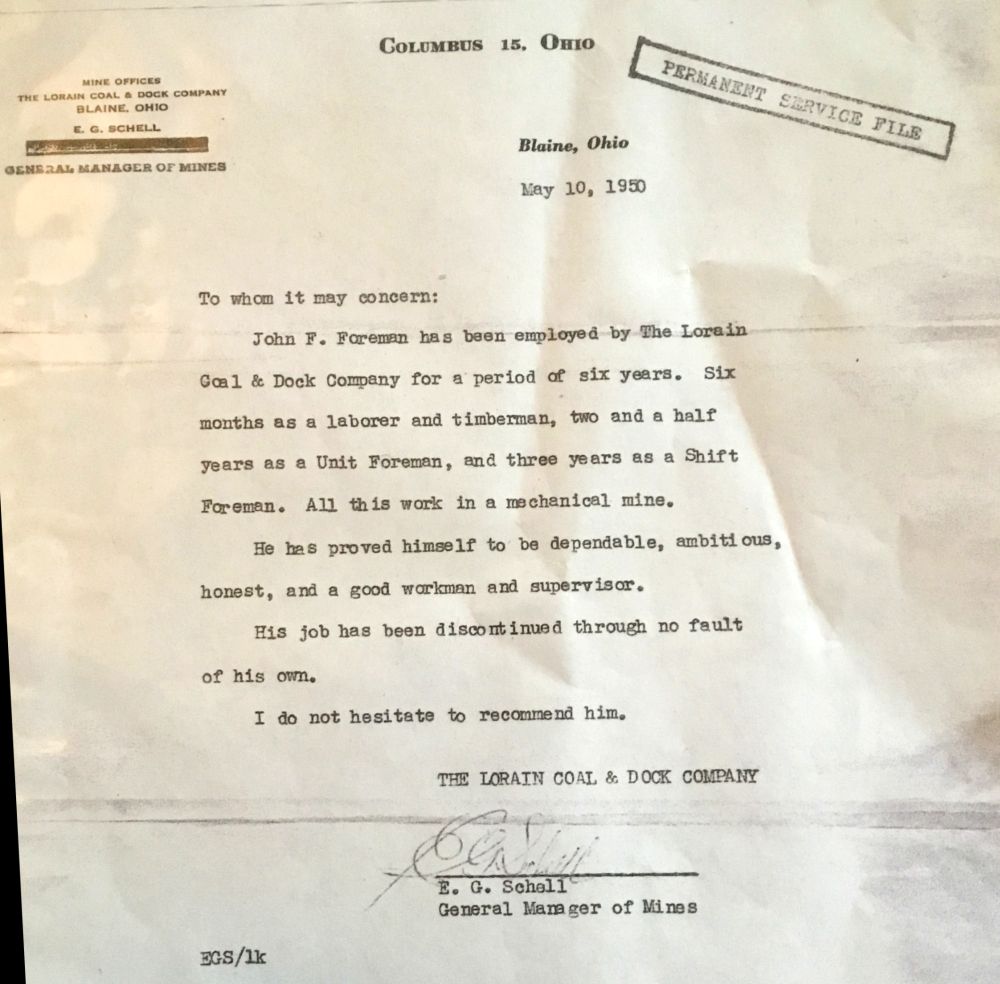 COLUMBUS 15, OHIO
PERMANENT SERVICE FILE
MINE OFFICES
THE LORAIN COAL & DOCK COMPANY
BLAINE, OHIO
E. G. SCHELL
GENERAL MANAGER OF MINES
Blaine, Ohio
May 10, 1950
To whom it may concern:
John F. Foreman has been employed by The Lorain
Goal & Dock Company for a period of six years. Six
months as a laborer and timberman, two and a half
years as a Unit Foreman, and three years as a Shift
Foreman. All this work in a mechanical mine.
He has proved himself to be dependable, ambitious,
honest, and a good workman and supervisor.
His job has been discontinued through no fault
of his own.
I do not hesitate to recommend him.
THE LORAIN COAL & DOCK COMPANY
E. G. Schell
E. G. Schell
General Manager of Mines
EGS/lk